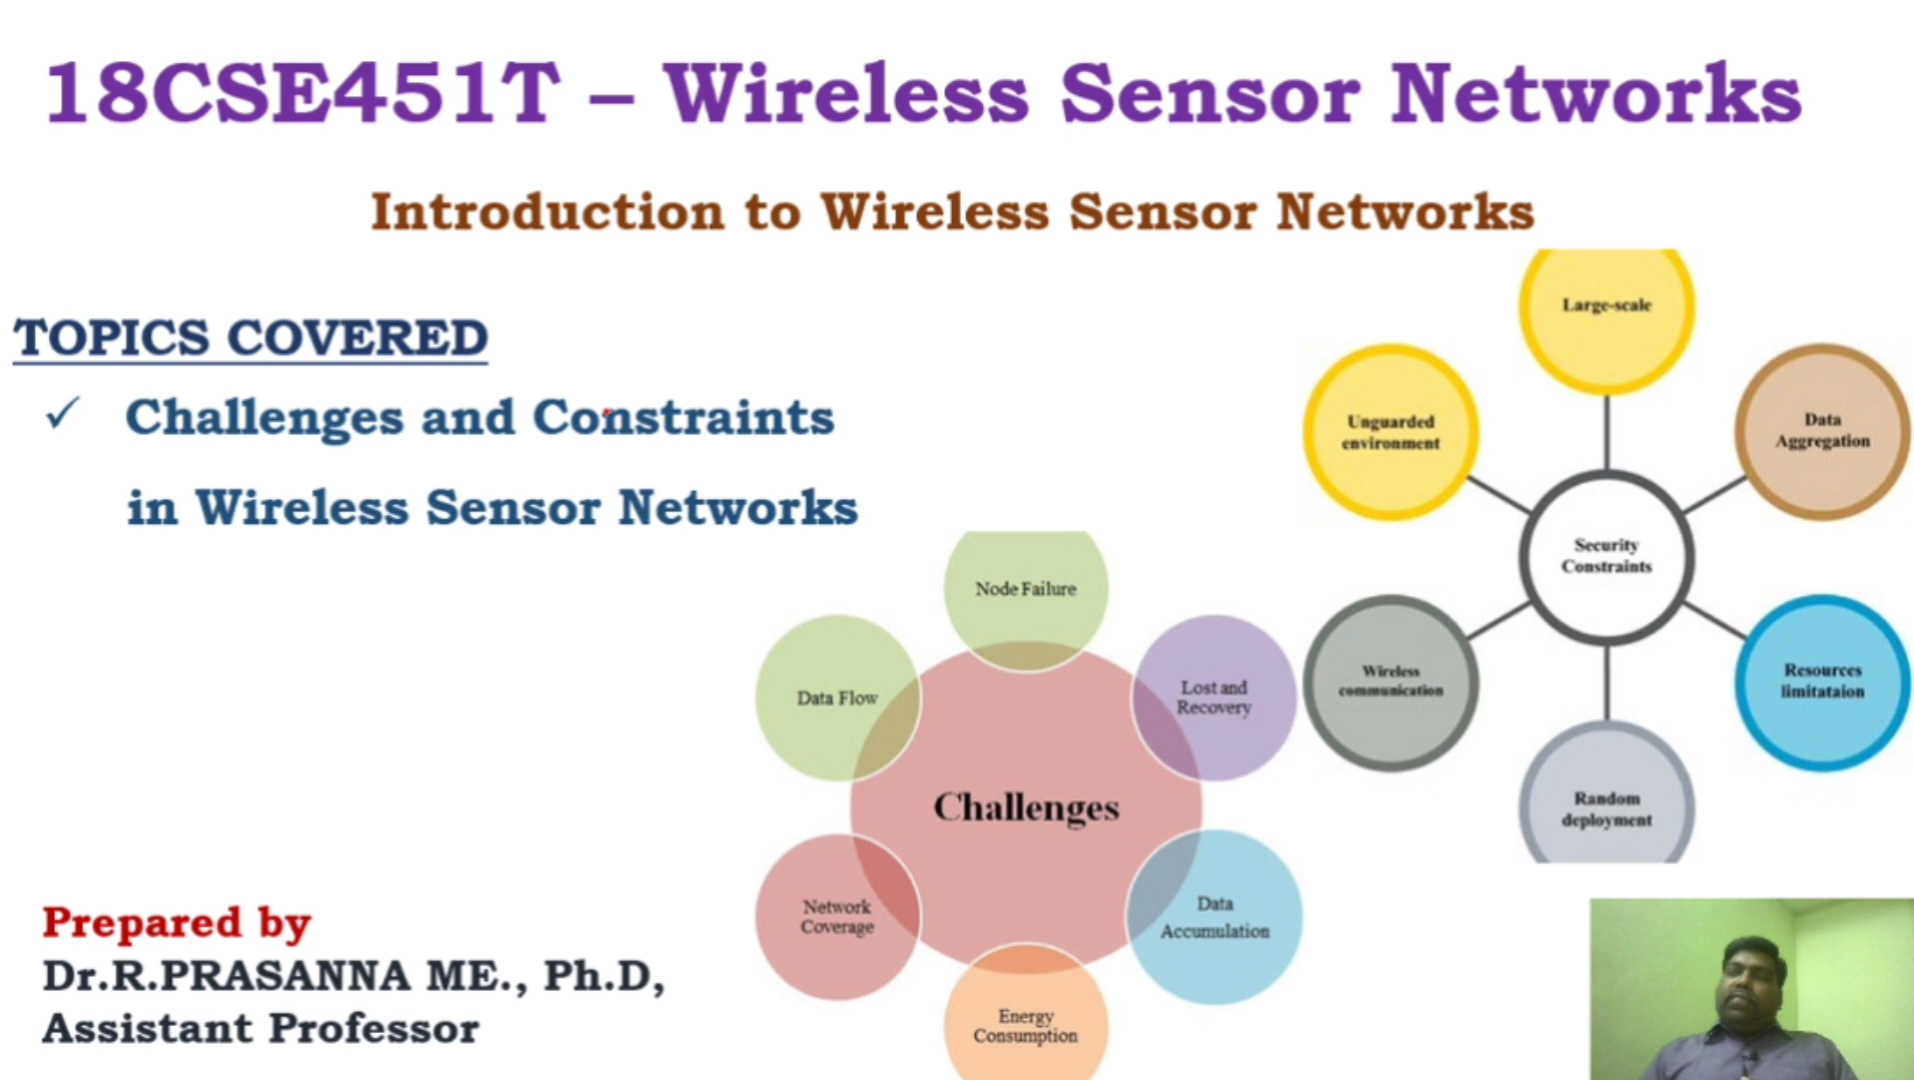 18CSE451T – Wireless Sensor Networks
Introduction to Wireless Sensor Networks
TOPICS COVERED
✓ Challenges and Constraints
in Wireless Sensor Networks
Node Failure
Lost and
Recovery
Data
Accumulation
Energy
Consumption
Network
Coverage
Data Flow
Challenges
Large-scale
Data
Aggregation
Resources
limitataion
Random
deployment
Wireless
communication
Unguarded
environment
Security
Constraints
Prepared by
Dr.R.PRASANNA ME., Ph.D,
Assistant Professor